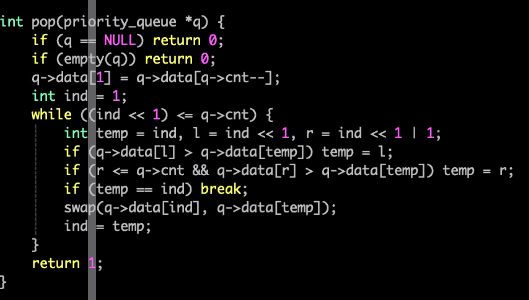 int pop(priority_queue *q) {
    if (q == NULL) return 0;
    if (empty(q)) return 0;
    q->data[1] = q->data[q->cnt--];
    int ind = 1;
    while ((ind << 1) <= q->cnt) {
        int temp = ind, l = ind << 1, r = ind << 1 | 1;
        if (q->data[l] > q->data[temp]) temp = l;
        if (r <= q->cnt && q->data[r] > q->data[temp]) temp = r;
        if (temp == ind) break;
        swap(q->data[ind], q->data[temp]);
        ind = temp;
    }
    return 1;
}